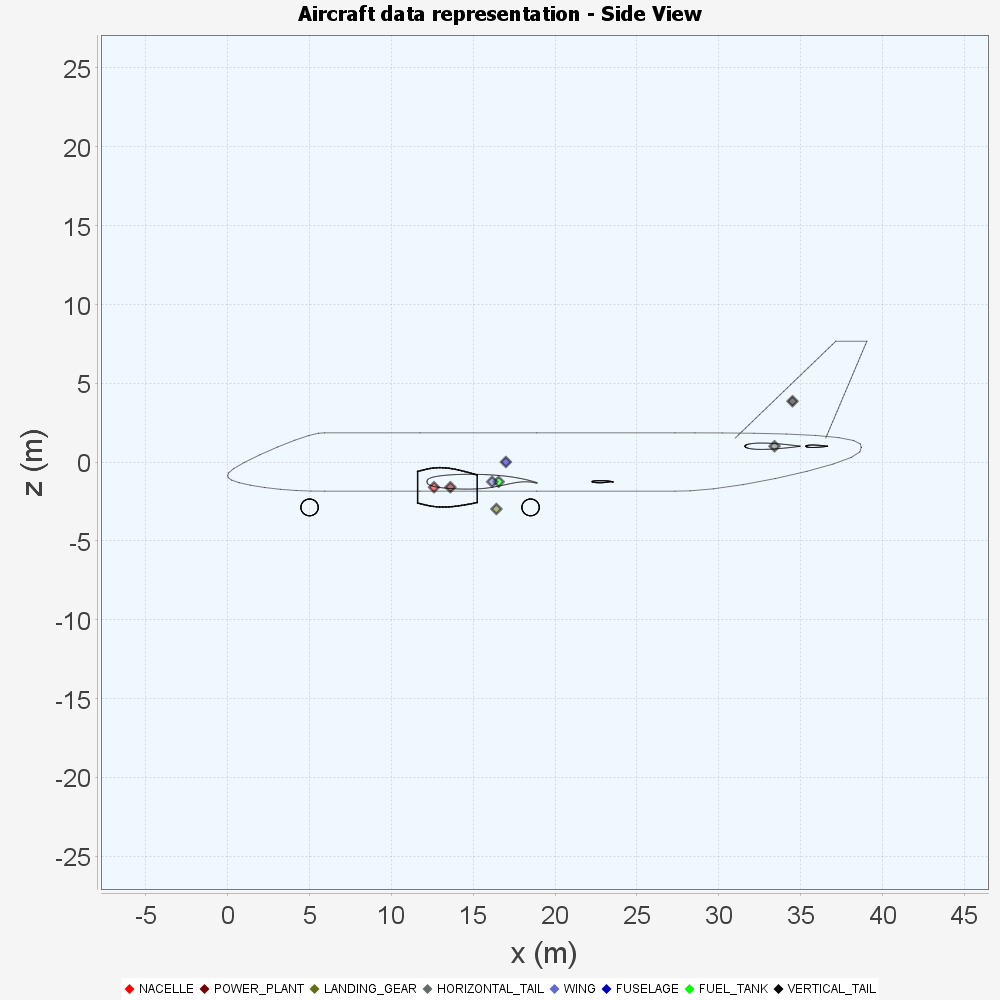 Aircraft data representation - Side View
25
20
15
10
5
0
-5
-10
-15
-20
-25
z (m)
-5 0 5 10 15 20 25 30 35 40 45
x (m)
NACELLE POWER_PLANT LANDING_GEAR HORIZONTAL_TAIL WING FUSELAGE FUEL_TANK VERTICAL_TAIL